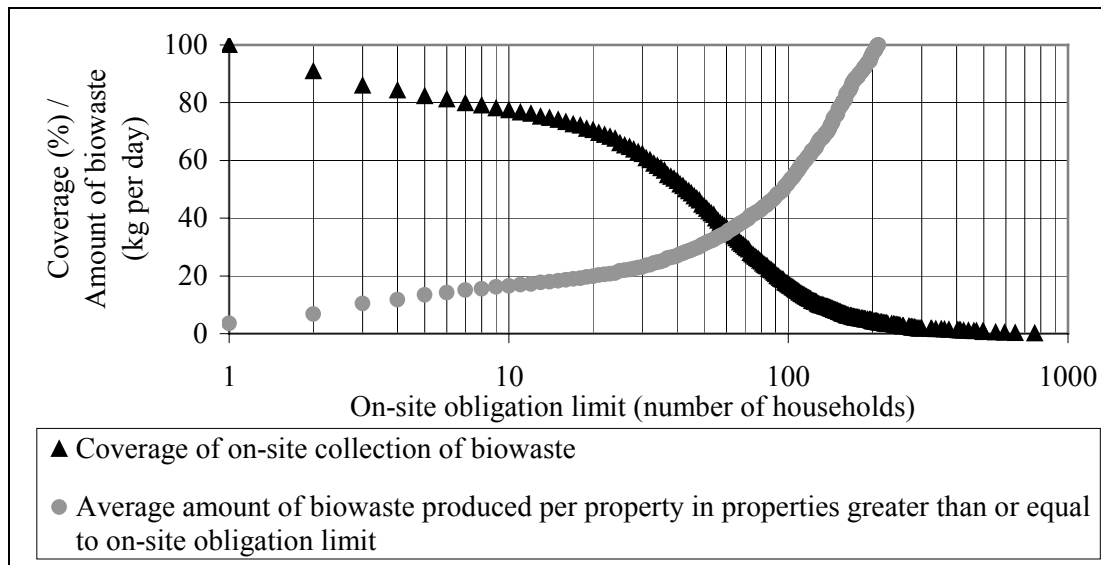 Coverage (%) /
Amount of biowaste
(kg per day)
100
80
60
40
20
0
1
10
100
1000
On-site obligation limit (number of households)
Coverage of on-site collection of biowaste
Average amount of biowaste produced per property in properties greater than or equal
to on-site obligation limit